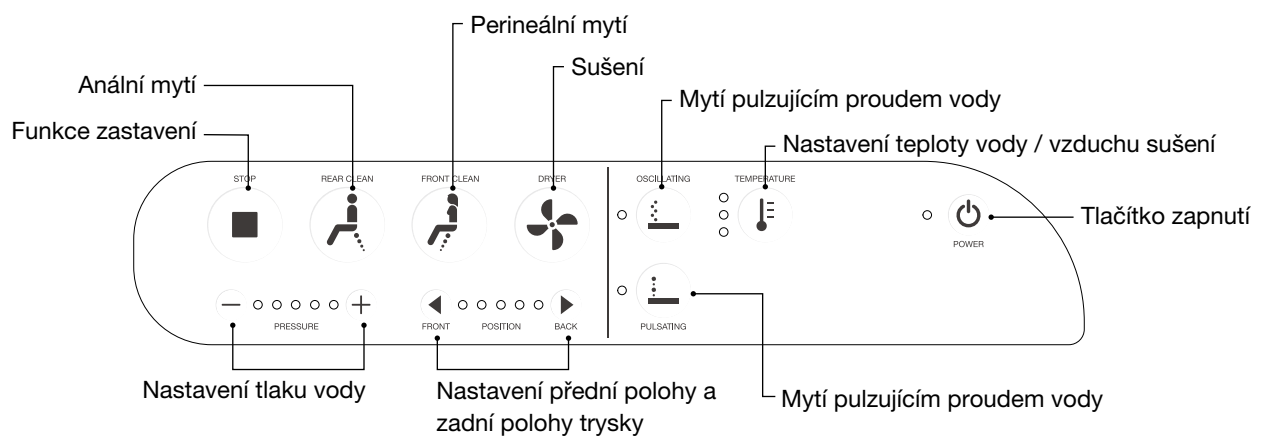 Perineální mytí
Sušení
Anální mytí
Mytí pulzujícím proudem vody
Funkce zastavení
Nastavení teploty vody / vzduchu sušení
STOP
REAR CLEAN
FRONT CLEAN
DRYER
OSCILLATING
TEMPERATURE
Tlačítko zapnutí
POWER
PRESSURE
FRONT
POSITION
BACK
PULSATING
Nastavení tlaku vody
Nastavení přední polohy a
zadní polohy trysky
Mytí pulzujícím proudem vody